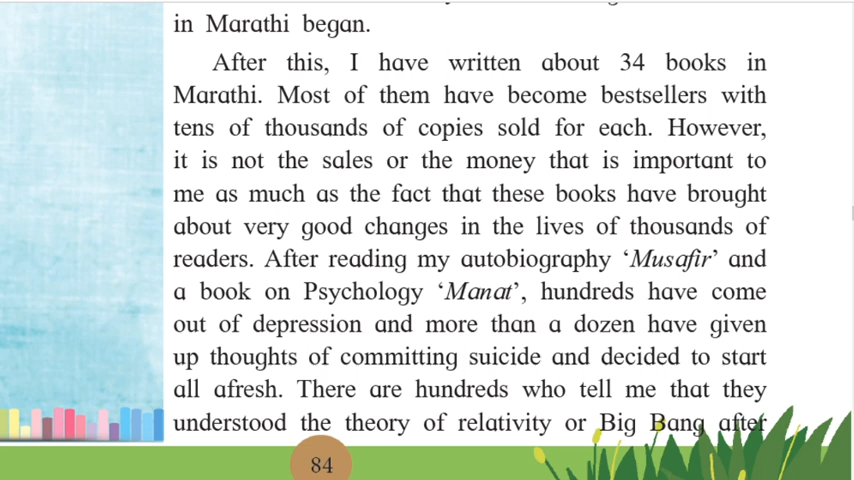 in Marathi began.
After this, I have written about 34 books in
Marathi. Most of them have become bestsellers with
tens of thousands of copies sold for each. However,
it is not the sales or the money that is important to
me as much as the fact that these books have brought
about very good changes in the lives of thousands of
readers. After reading my autobiography ‘Musafir’ and
a book on Psychology ‘Manat’, hundreds have come
out of depression and more than a dozen have given
up thoughts of committing suicide and decided to start
all afresh. There are hundreds who tell me that they
understood the theory of relativity or Big Bang after
84